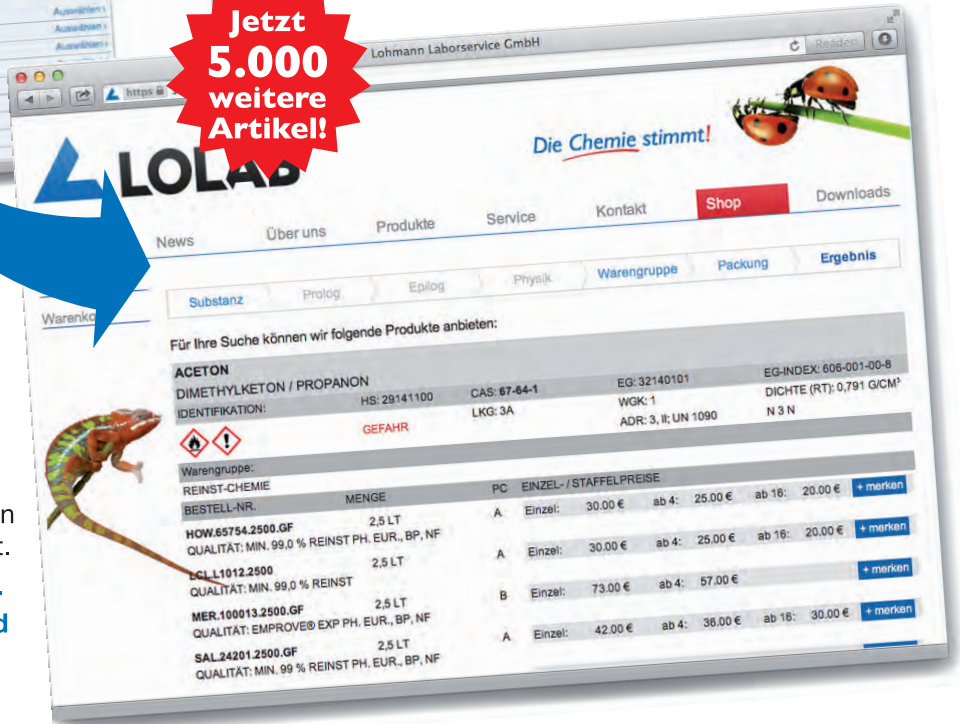 Auswählen
Auswählen
Auswählen
Jetzt
5.000
weitere
Artikel!
Lohmann Laborservice GmbH
Reader
https
LOLAB
Die Chemie stimmt!
News Über uns Produkte Service Kontakt Shop Downloads
Substanz Prolog Epilog Physik Warengruppe Packung Ergebnis
Für Ihre Suche können wir folgende Produkte anbieten:
ACETON
DIMETHYLKETON / PROPANON
IDENTIFIKATION: HS: 29141100 CAS: 67-64-1 EG: 32140101 EG-INDEX: 606-001-00-8
GEFAHR LKG: 3A WGK: 1 DICHTE (RT): 0,791 G/CM³
ADR: 3, II; UN 1090 N 3 N
Warengruppe:
REINST-CHEMIE
BESTELL-NR. MENGE PC EINZEL- / STAFFELPREISE
HOW.65754.2500.GF 2,5 LT A Einzel: 30.00 € ab 4: 25.00 € ab 16: 20.00 € + merken
QUALITÄT: MIN. 99,0 % REINST PH. EUR., BP, NF
LCL.L1012.2500 2,5 LT A Einzel: 30.00 € ab 4: 25.00 € ab 16: 20.00 € + merken
QUALITÄT: MIN. 99,0 % REINST
MER.100013.2500.GF 2,5 LT B Einzel: 73.00 € ab 4: 57.00 € + merken
QUALITÄT: EMPROVE® EXP PH. EUR., BP, NF
SAL.24201.2500.GF 2,5 LT A Einzel: 42.00 € ab 4: 36.00 € ab 16: 30.00 € + merken
QUALITÄT: MIN. 99 % REINST PH. EUR., BP, NF